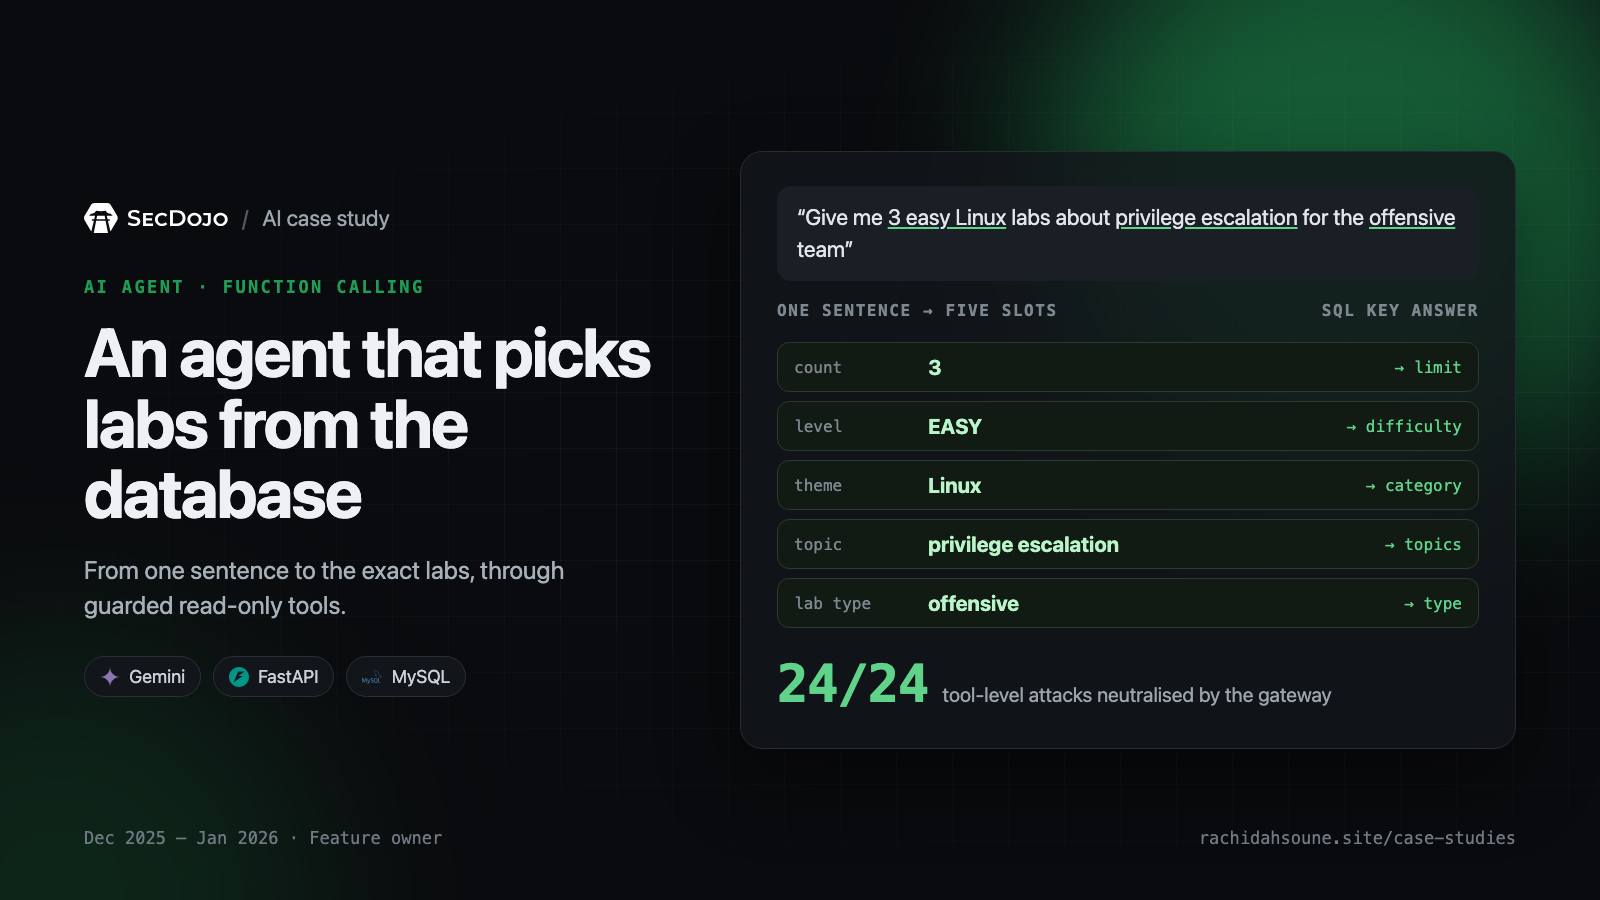 SECDOJO / AI case study
AI AGENT · FUNCTION CALLING
An agent that picks
labs from the
database
From one sentence to the exact labs, through
guarded read-only tools.
Gemini
FastAPI
MySQL MySQL
“Give me 3 easy Linux labs about privilege escalation for the offensive
team”
ONE SENTENCE → FIVE SLOTS SQL KEY ANSWER
count 3 → limit
level EASY → difficulty
theme Linux → category
topic privilege escalation → topics
lab type offensive → type
24/24 tool-level attacks neutralised by the gateway
Dec 2025 — Jan 2026 · Feature owner
rachidahsoune.site/case-studies